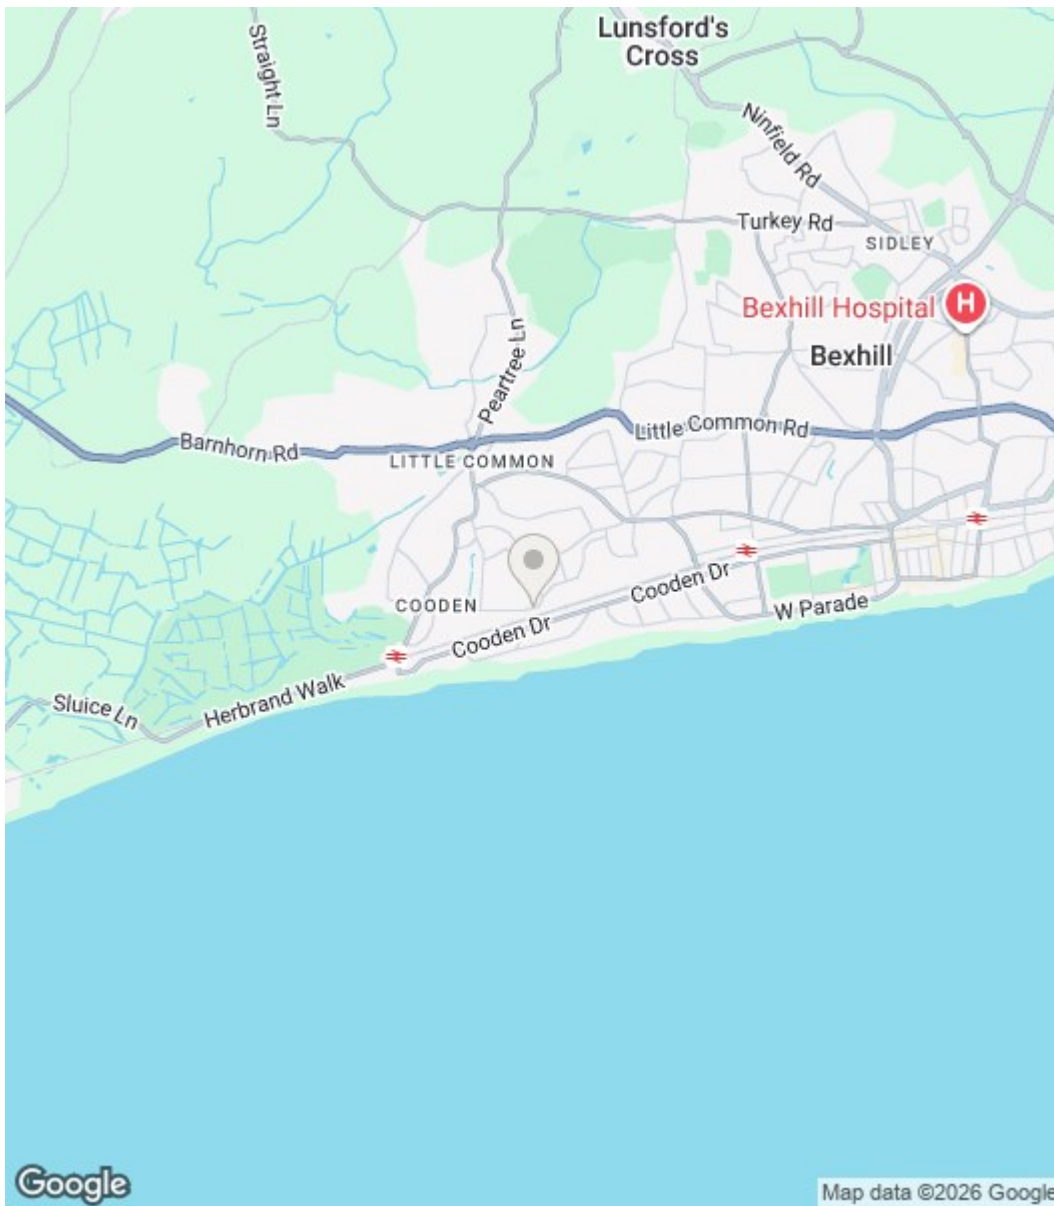 Lunsford's
Cross
Straight Ln
Ninfield Rd
Turkey Rd
SIDLEY
Bexhill Hospital
H
Bexhill
Peartree Ln
Little Common Rd
Barnhorn Rd
LITTLE COMMON
Cooden Dr
COODEN
W Parade
Cooden Dr
Herbrand Walk
Sluice Ln
Google
Map data ©2026 Google